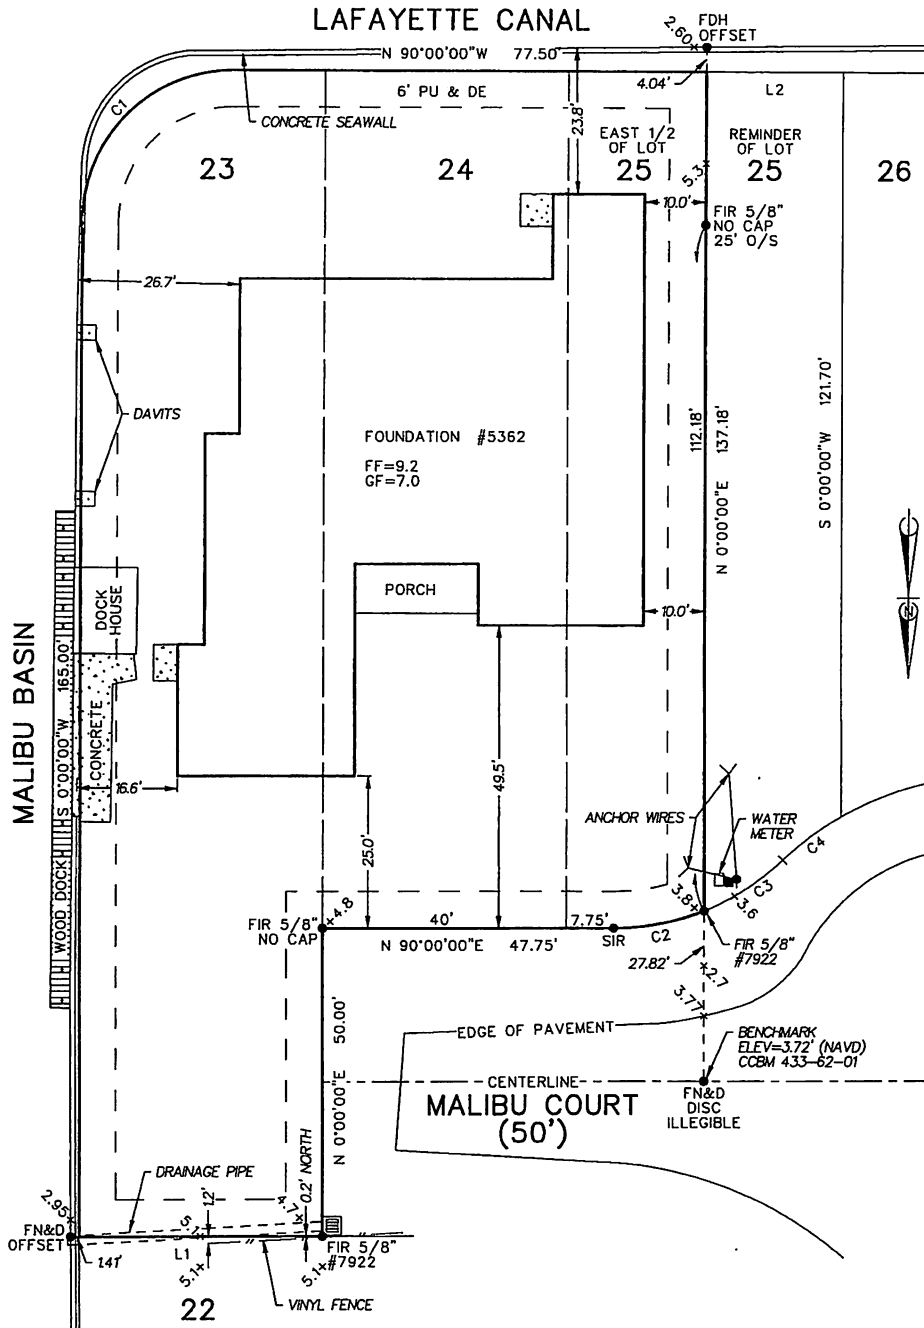 LAFAYETTE CANAL
2.60
FDH
OFFSET
N 90°00'00"W 77.50'
4.04'
C1
6' PU & DE
L2
CONCRETE SEAWALL
23.8'
EAST 1/2
OF LOT
25
REMINDER
OF LOT
25
23
24
26
5.3
10.0'
FIR 5/8"
NO CAP
25' O/S
26.7'
DAVITS
FOUNDATION #5362
FF=9.2
GF=7.0
112.18'
137.18'
N 0°00'00"E
S 0°00'00"W 121.70'
N
PORCH
10.0'
DOCK
HOUSE
MALIBU BASIN
S 0°00'00"W 165.00'
CONCRETE
WOOD DOCK
16.6'
25.0'
49.5'
ANCHOR WIRES
WATER
METER
C4
C3
3.8
3.6
4.8
FIR 5/8"
NO CAP
40'
7.75'
N 90°00'00"E 47.75'
SIR
C2
FIR 5/8"
#7922
27.82'
2.7
3.77
EDGE OF PAVEMENT
BENCHMARK
ELEV=3.72' (NAVD)
CCBM 433-62-01
CENTERLINE
MALIBU COURT
(50')
FN&D
DISC
ILLEGIBLE
N 0°00'00"E 50.00'
DRAINAGE PIPE
1.2'
0.2' NORTH
4.7
2.95
FN&D
OFFSET
1.41'
L1
5.1
5.1
5.1
FIR 5/8"
#7922
VINYL FENCE
22